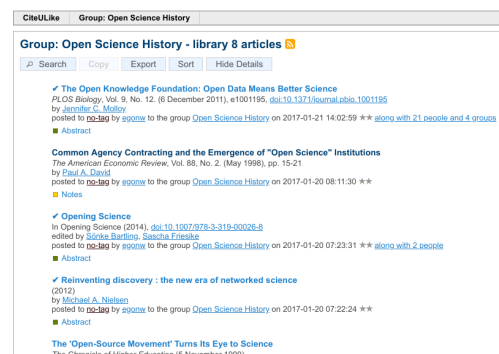 CiteULike Group: Open Science History
Group: Open Science History - library 8 articles
Search Copy Export Sort Hide Details
✔ The Open Knowledge Foundation: Open Data Means Better Science
PLOS Biology, Vol. 9, No. 12. (6 December 2011), e1001195, doi:10.1371/journal.pbio.1001195
by Jennifer C. Molloy
posted to no-tag by egonw to the group Open Science History on 2017-01-21 14:02:59 ★★ along with 21 people and 4 groups
Abstract
Common Agency Contracting and the Emergence of "Open Science" Institutions
The American Economic Review, Vol. 88, No. 2. (May 1998), pp. 15-21
by Paul A. David
posted to no-tag by egonw to the group Open Science History on 2017-01-20 08:11:30 ★★
Notes
✔ Opening Science
In Opening Science (2014), doi:10.1007/978-3-319-00026-8
edited by Sönke Bartling, Sascha Friesike
posted to no-tag by egonw to the group Open Science History on 2017-01-20 07:23:31 ★★ along with 2 people
Abstract
✔ Reinventing discovery : the new era of networked science
(2012)
by Michael A. Nielsen
posted to no-tag by egonw to the group Open Science History on 2017-01-20 07:22:24 ★★
Abstract
The 'Open-Source Movement' Turns Its Eye to Science
The Chronicle of Higher Education (5 November 1999)